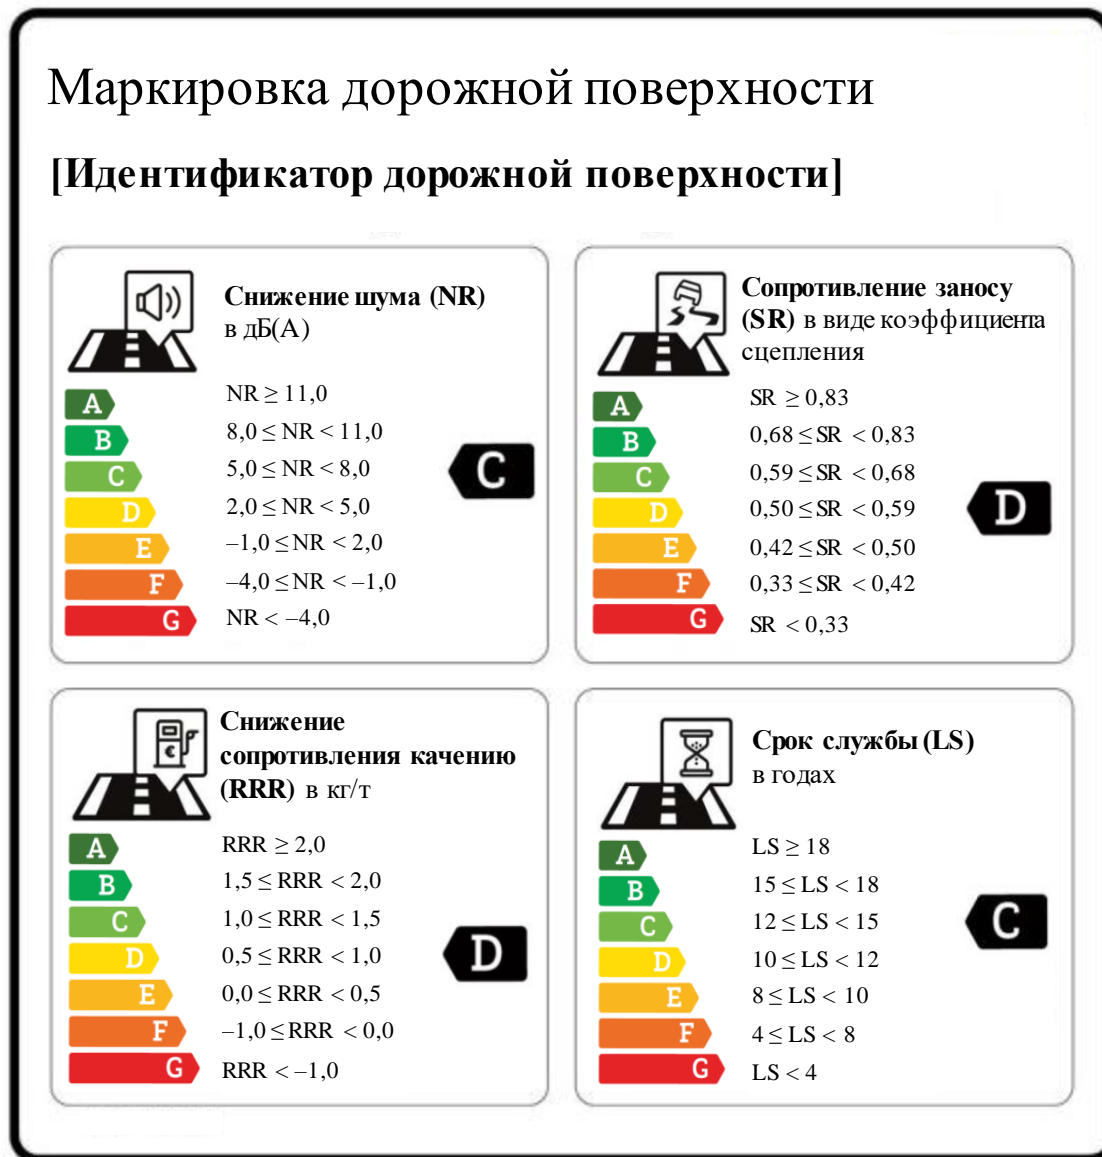 Маркировка дорожной поверхности
[Идентификатор дорожной поверхности]
Снижение шума (NR)
в дБ(А)
A NR ≥ 11,0
B 8,0 ≤ NR < 11,0
C 5,0 ≤ NR < 8,0
D 2,0 ≤ NR < 5,0
E –1,0 ≤ NR < 2,0
F –4,0 ≤ NR < –1,0
G NR < –4,0
C
Сопротивление заносу
(SR) в виде коэффициента
сцепления
A SR ≥ 0,83
B 0,68 ≤ SR < 0,83
C 0,59 ≤ SR < 0,68
D 0,50 ≤ SR < 0,59
E 0,42 ≤ SR < 0,50
F 0,33 ≤ SR < 0,42
G SR < 0,33
D
€
Снижение
сопротивления качению
(RRR) в кг/т
A RRR ≥ 2,0
B 1,5 ≤ RRR < 2,0
C 1,0 ≤ RRR < 1,5
D 0,5 ≤ RRR < 1,0
E 0,0 ≤ RRR < 0,5
F –1,0 ≤ RRR < 0,0
G RRR < –1,0
D
Срок службы (LS)
в годах
A LS ≥ 18
B 15 ≤ LS < 18
C 12 ≤ LS < 15
D 10 ≤ LS < 12
E 8 ≤ LS < 10
F 4 ≤ LS < 8
G LS < 4
C